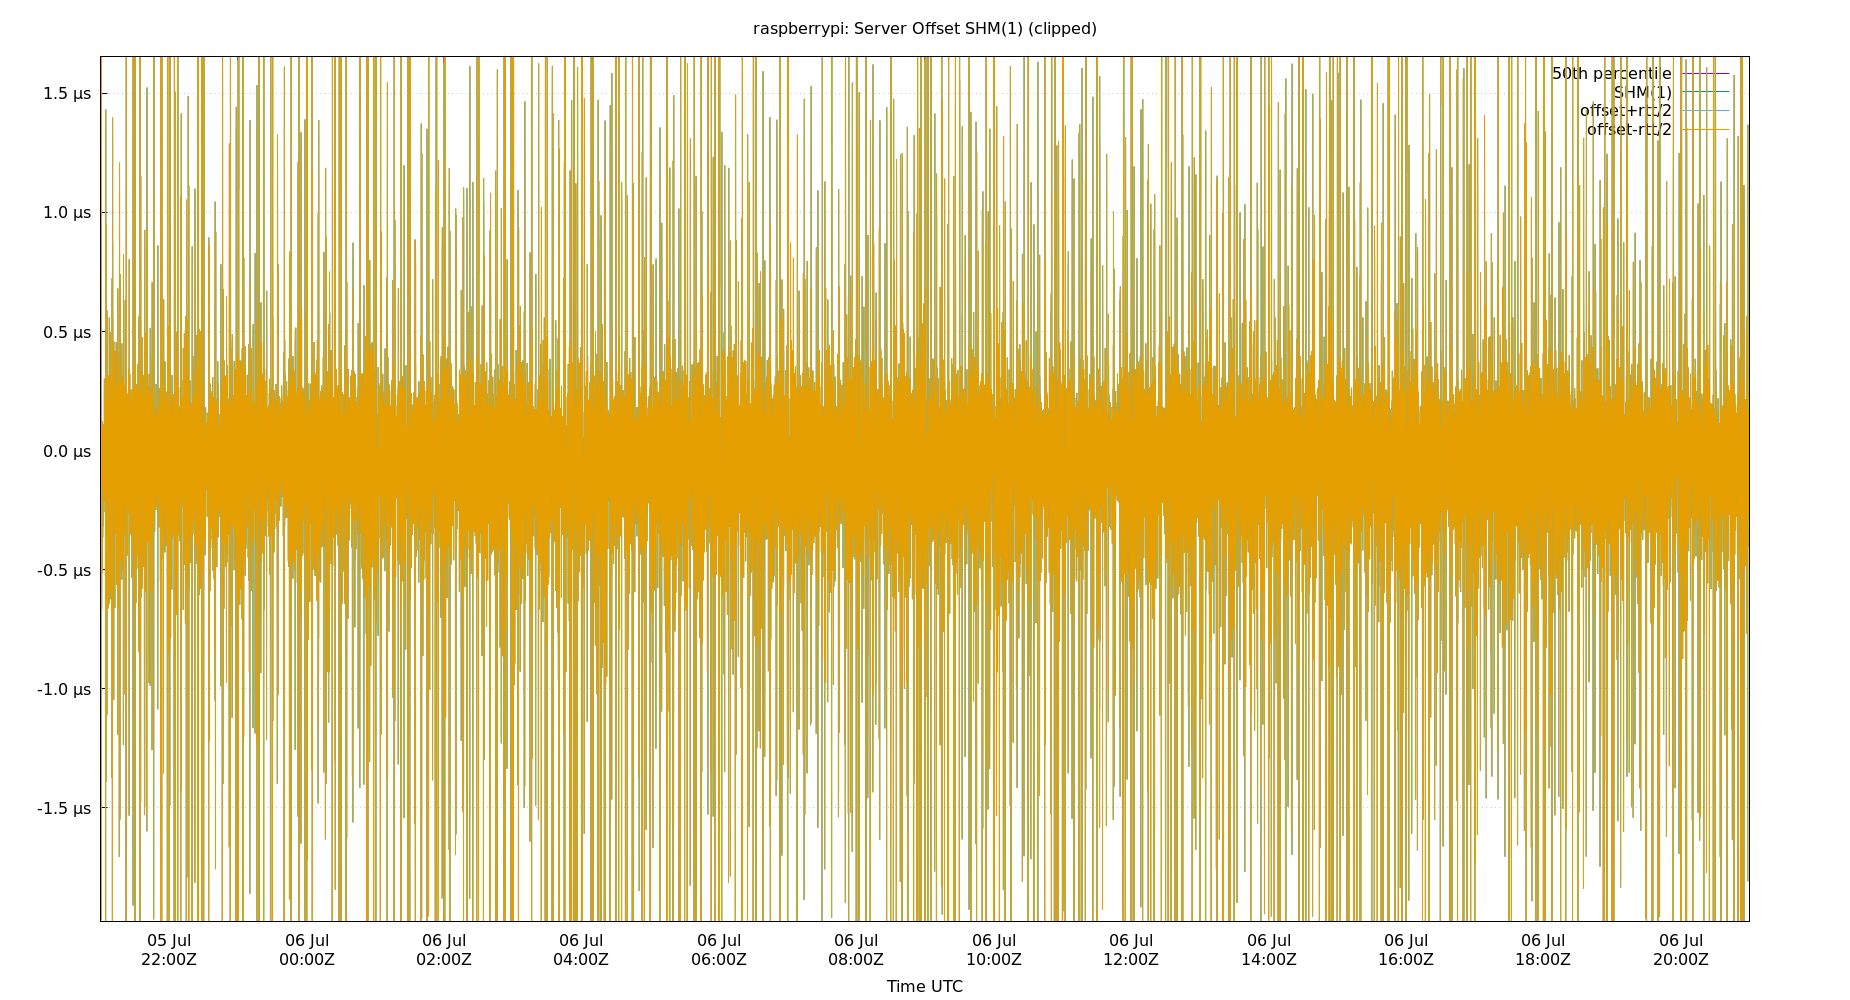 raspberrypi: Server Offset SHM(1) (clipped)
50th percentile
SHM(1)
offset+rtt/2
offset-rtt/2
1.5 µs
1.0 µs
0.5 µs
0.0 µs
-0.5 µs
-1.0 µs
-1.5 µs
05 Jul 06 Jul 06 Jul 06 Jul 06 Jul 06 Jul 06 Jul 06 Jul 06 Jul 06 Jul 06 Jul 06 Jul
22:00Z 00:00Z 02:00Z 04:00Z 06:00Z 08:00Z 10:00Z 12:00Z 14:00Z 16:00Z 18:00Z 20:00Z
Time UTC